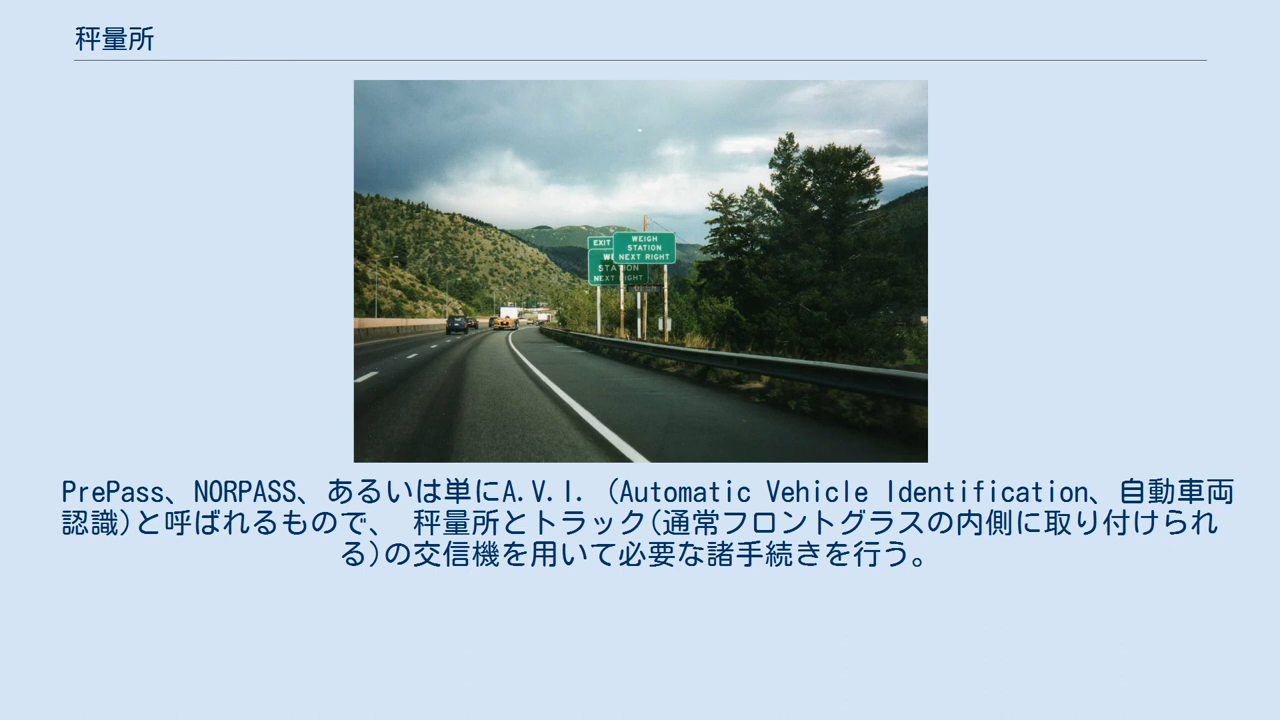 秤量所
EXIT
WEIGH
STATION
NEXT RIGHT
STATION
NEXT RIGHT
PrePass、NORPASS、あるいは単にA.V.I. (Automatic Vehicle Identification、自動車両
認識)と呼ばれるもので、 秤量所とトラック(通常フロントグラスの内側に取り付けられ
る)の交信機を用いて必要な諸手続きを行う。